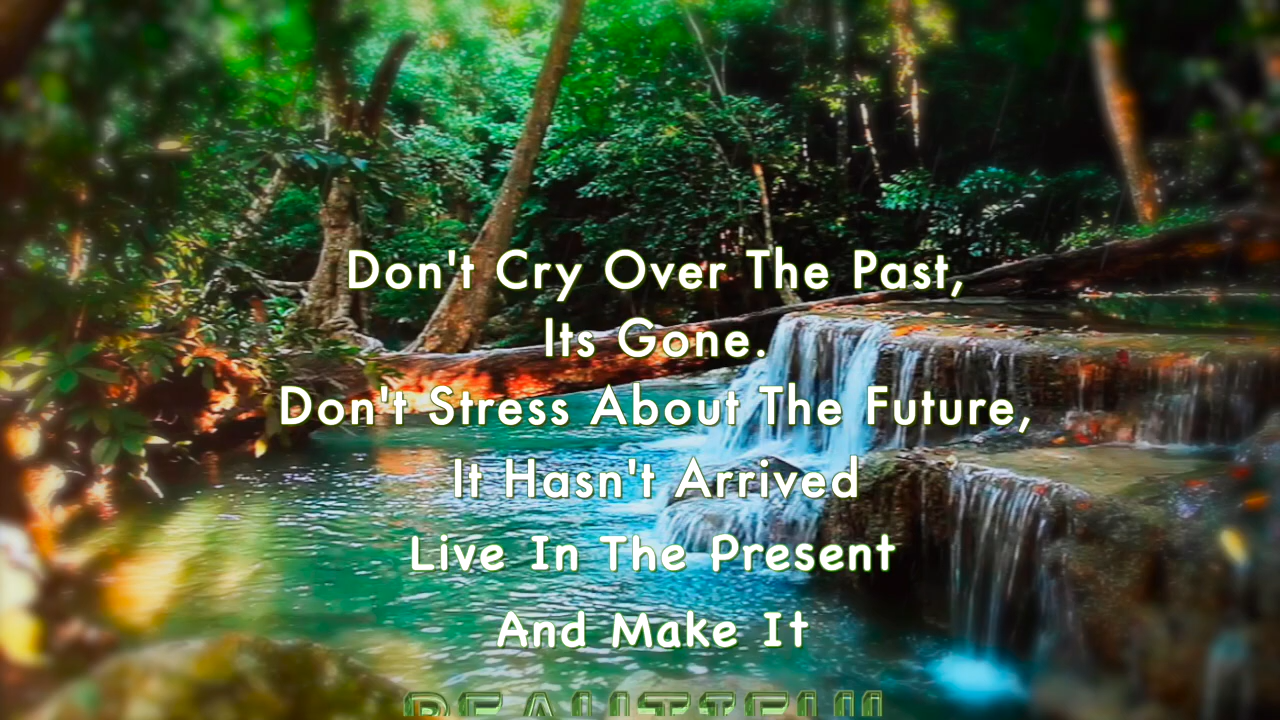 Don't Cry Over The Past,
Its Gone.
Don't Stress About The Future,
It Hasn't Arrived
Live In The Present
And Make It
BEAUTIFUL